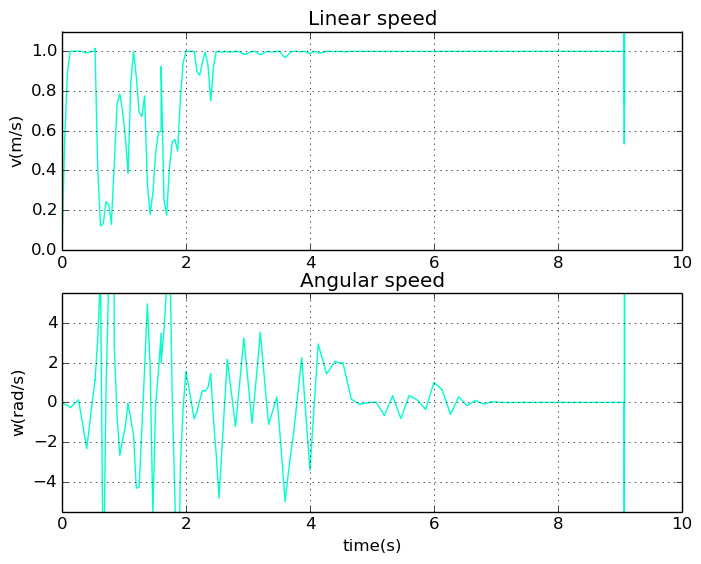 Linear speed
v(m/s)
1.0
0.8
0.6
0.4
0.2
0.0
0 2 4 6 8 10
Angular speed
w(rad/s)
4
2
0
−2
−4
0 2 4 6 8 10
time(s)